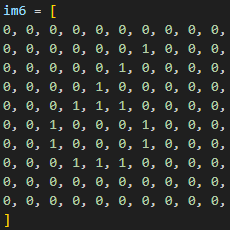 im6 = [
0, 0, 0, 0, 0, 0, 0, 0, 0, 0,
0, 0, 0, 0, 0, 0, 1, 0, 0, 0,
0, 0, 0, 0, 0, 1, 0, 0, 0, 0,
0, 0, 0, 0, 1, 0, 0, 0, 0, 0,
0, 0, 0, 1, 1, 1, 0, 0, 0, 0,
0, 0, 1, 0, 0, 0, 1, 0, 0, 0,
0, 0, 1, 0, 0, 0, 1, 0, 0, 0,
0, 0, 0, 1, 1, 1, 0, 0, 0, 0,
0, 0, 0, 0, 0, 0, 0, 0, 0, 0,
0, 0, 0, 0, 0, 0, 0, 0, 0, 0,
]